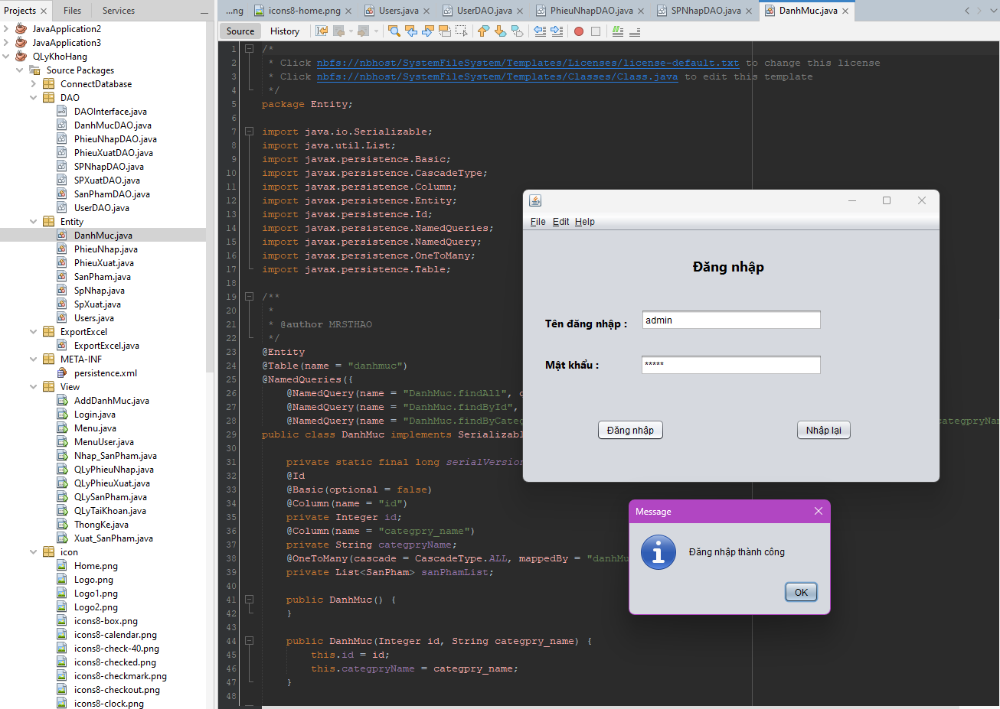 Projects
Files
Services
JavaApplication2
JavaApplication3
QLyKhoHang
Source Packages
ConnectDatabase
DAO
DAOInterface.java
DanhMucDAO.java
PhieuNhapDAO.java
PhieuXuatDAO.java
SPNhapDAO.java
SPXuatDAO.java
SanPhamDAO.java
UserDAO.java
Entity
DanhMuc.java
PhieuNhap.java
PhieuXuat.java
SanPham.java
SpNhap.java
SpXuat.java
Users.java
ExportExcel
ExportExcel.java
META-INF
persistence.xml
View
AddDanhMuc.java
Login.java
Menu.java
MenuUser.java
Nhap_SanPham.java
QLyPhieuNhap.java
QLyPhieuXuat.java
QLySanPham.java
QLyTaiKhoan.java
ThongKe.java
Xuat_SanPham.java
icon
Home.png
Logo.png
Logo1.png
Logo2.png
icons8-box.png
icons8-calendar.png
icons8-check-40.png
icons8-checked.png
icons8-checkmark.png
icons8-checkout.png
icons8-clock.png
...ng
icons8-home.png
Users.java
UserDAO.java
PhieuNhapDAO.java
SPNhapDAO.java
DanhMuc.java
Source
History
1 /*
2 * Click nbfs://nbhost/SystemFileSystem/Templates/Licenses/license-default.txt to change this license
3 * Click nbfs://nbhost/SystemFileSystem/Templates/Classes/Class.java to edit this template
4 */
5 package Entity;
6
7 import java.io.Serializable;
8 import java.util.List;
9 import javax.persistence.Basic;
10 import javax.persistence.CascadeType;
11 import javax.persistence.Column;
12 import javax.persistence.Entity;
13 import javax.persistence.Id;
14 import javax.persistence.NamedQueries;
15 import javax.persistence.NamedQuery;
16 import javax.persistence.OneToMany;
17 import javax.persistence.Table;
18
19 /**
20 *
21 * @author MRSTHAO
22 */
23 @Entity
24 @Table(name = "danhmuc")
25 @NamedQueries({
26 @NamedQuery(name = "DanhMuc.findAll",
27 @NamedQuery(name = "DanhMuc.findById",
28 @NamedQuery(name = "DanhMuc.findByCateg categpryNam
29 public class DanhMuc implements Serializabl
30
31 private static final long serialVersion
32 @Id
33 @Basic(optional = false)
34 @Column(name = "id")
35 private Integer id;
36 @Column(name = "categpry_name")
37 private String categpryName;
38 @OneToMany(cascade = CascadeType.ALL, mappedBy = "danhMu
39 private List<SanPham> sanPhamList;
40
41 public DanhMuc() {
42 }
43
44 public DanhMuc(Integer id, String categpry_name) {
45 this.id = id;
46 this.categpryName = categpry_name;
47 }
48
File Edit Help
Đăng nhập
Tên đăng nhập :
admin
Mật khẩu :
*****
Đăng nhập
Nhập lại
Message
Đăng nhập thành công
OK